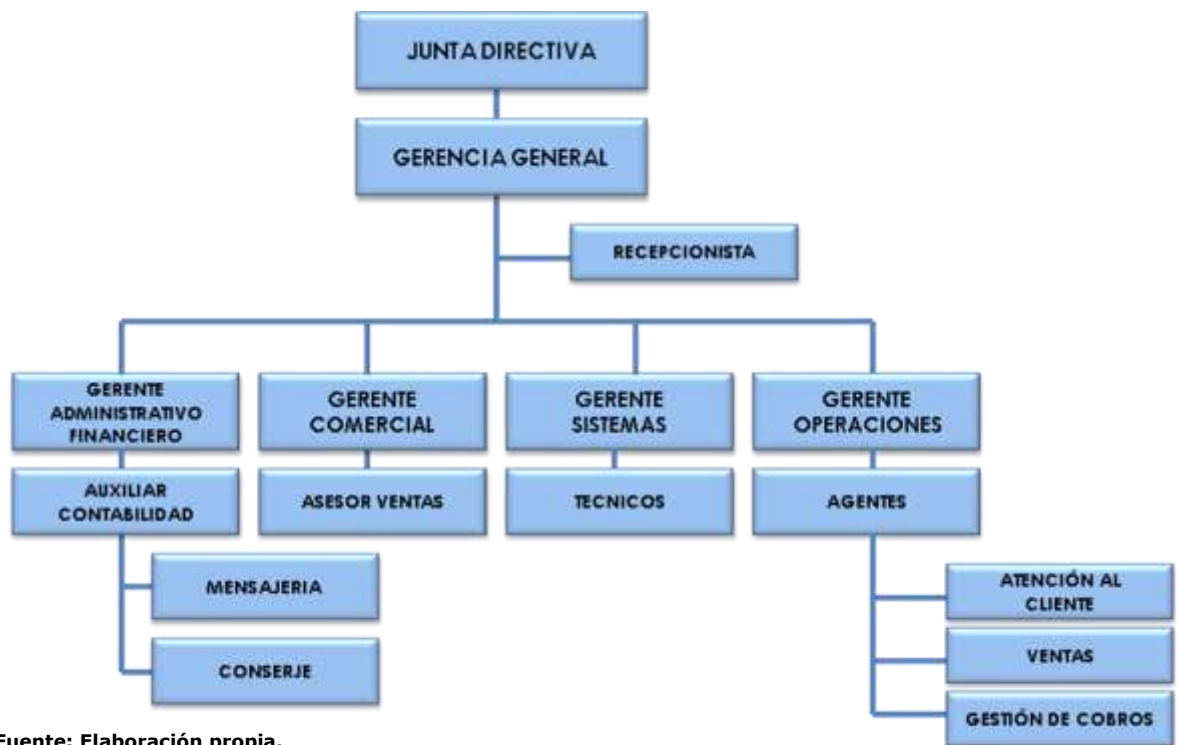 JUNTA DIRECTIVA
GERENCIA GENERAL
RECEPCIONISTA
GERENTE
ADMINISTRATIVO
FINANCIERO
GERENTE
COMERCIAL
GERENTE
SISTEMAS
GERENTE
OPERACIONES
AUXILIAR
CONTABILIDAD
ASESOR VENTAS
TECNICOS
AGENTES
MENSAJERIA
CONSERJE
ATENCIÓN AL
CLIENTE
VENTAS
GESTIÓN DE COBROS
Fuente: Elaboración propia.